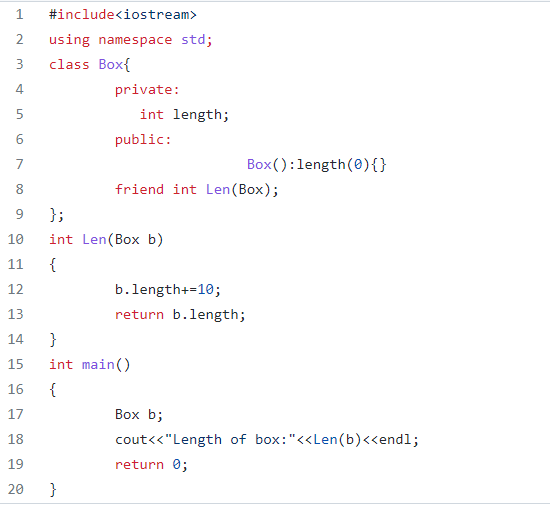 1 #include<iostream>
2 using namespace std;
3 class Box{
4 private:
5 int length;
6 public:
7 Box():length(0){}
8 friend int Len(Box);
9 };
10 int Len(Box b)
11 {
12 b.length+=10;
13 return b.length;
14 }
15 int main()
16 {
17 Box b;
18 cout<<"Length of box:"<<Len(b)<<endl;
19 return 0;
20 }